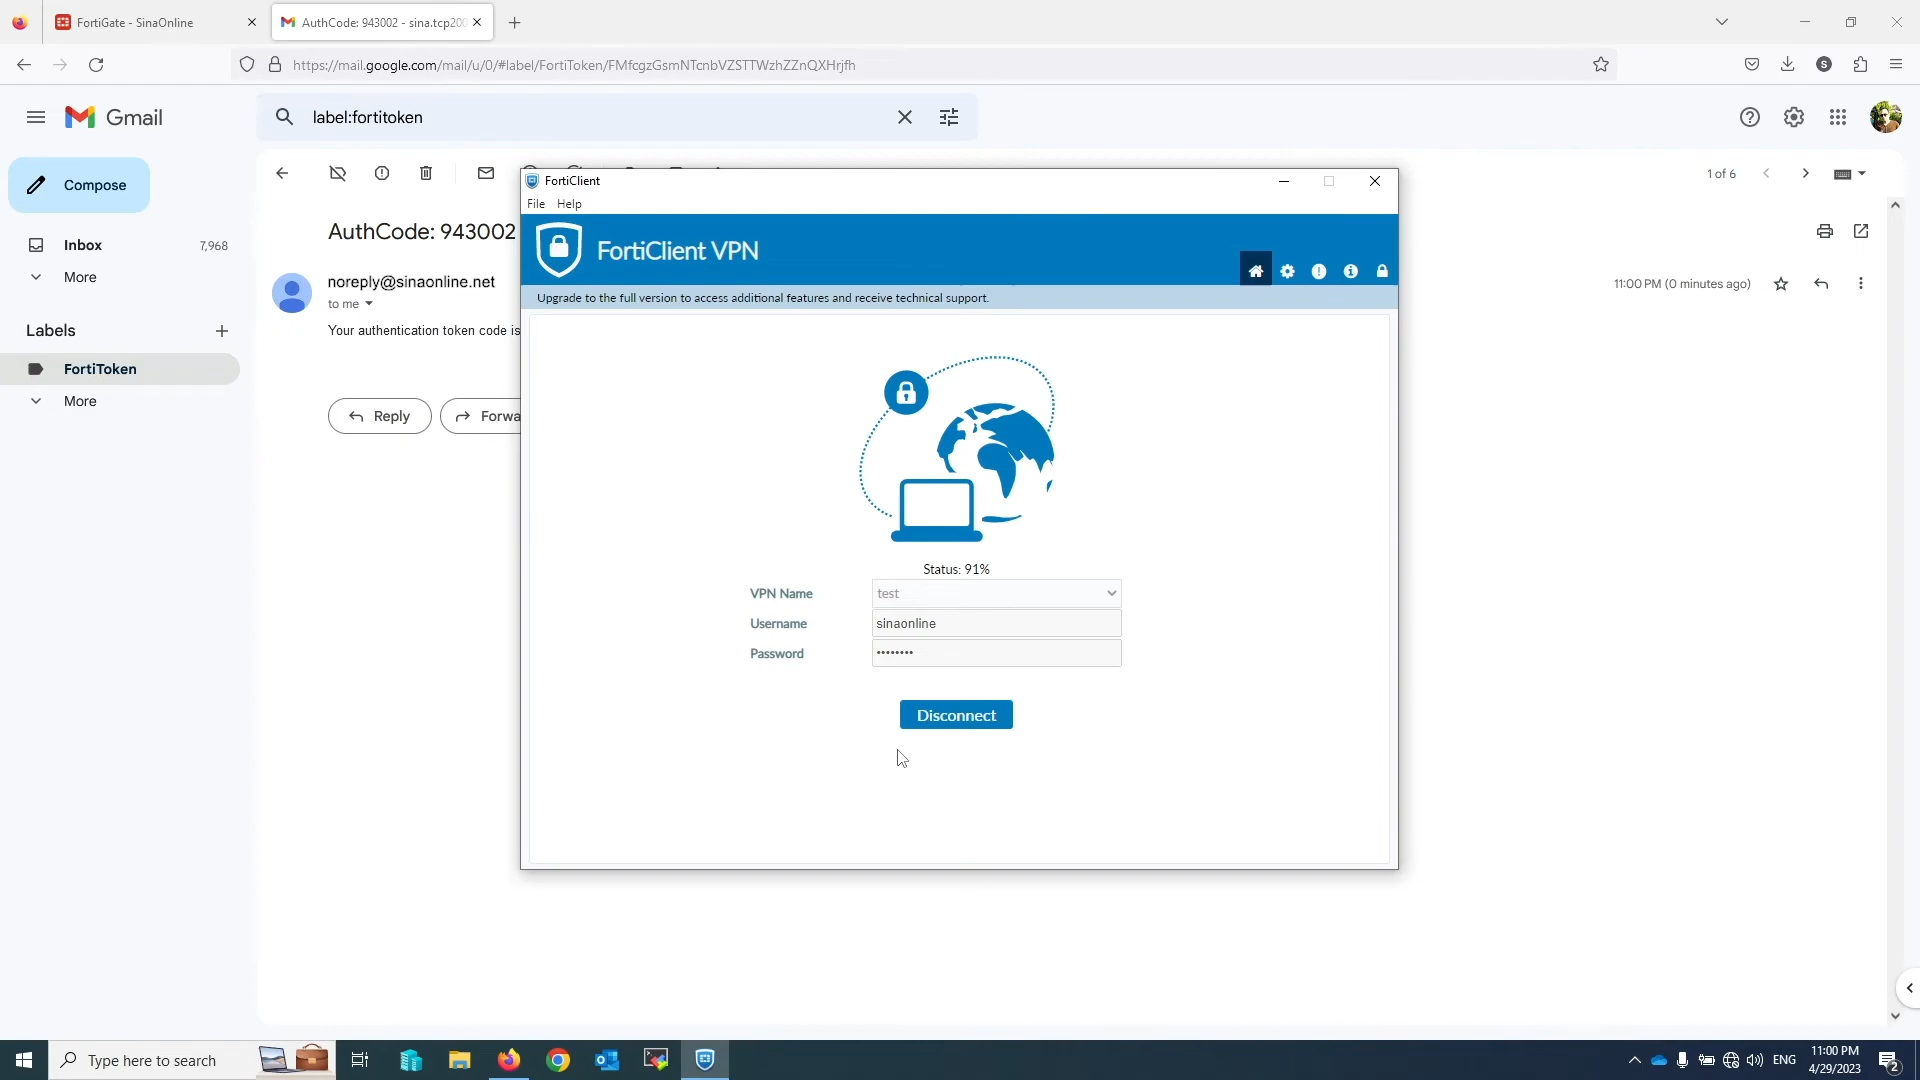 FortiGate - SinaOnline
AuthCode: 943002 - sina.tcp200
https://mail.google.com/mail/u/0/#label/FortiToken/FMfcgzGsmNTcnbVZSTTWzhZZnQXHrjfh
S
Gmail
label:fortitoken
Compose
1 of 6
Inbox
7,968
More
Labels
FortiToken
More
AuthCode: 943002
noreply@sinaonline.net
to me
11:00 PM (0 minutes ago)
Your authentication token code is
Reply
Forwa
FortiClient
File Help
FortiClient VPN
Upgrade to the full version to access additional features and receive technical support.
Status: 91%
VPN Name
test
Username
sinaonline
Password
••••••••
Disconnect
Type here to search
ENG
11:00 PM
4/29/2023
2